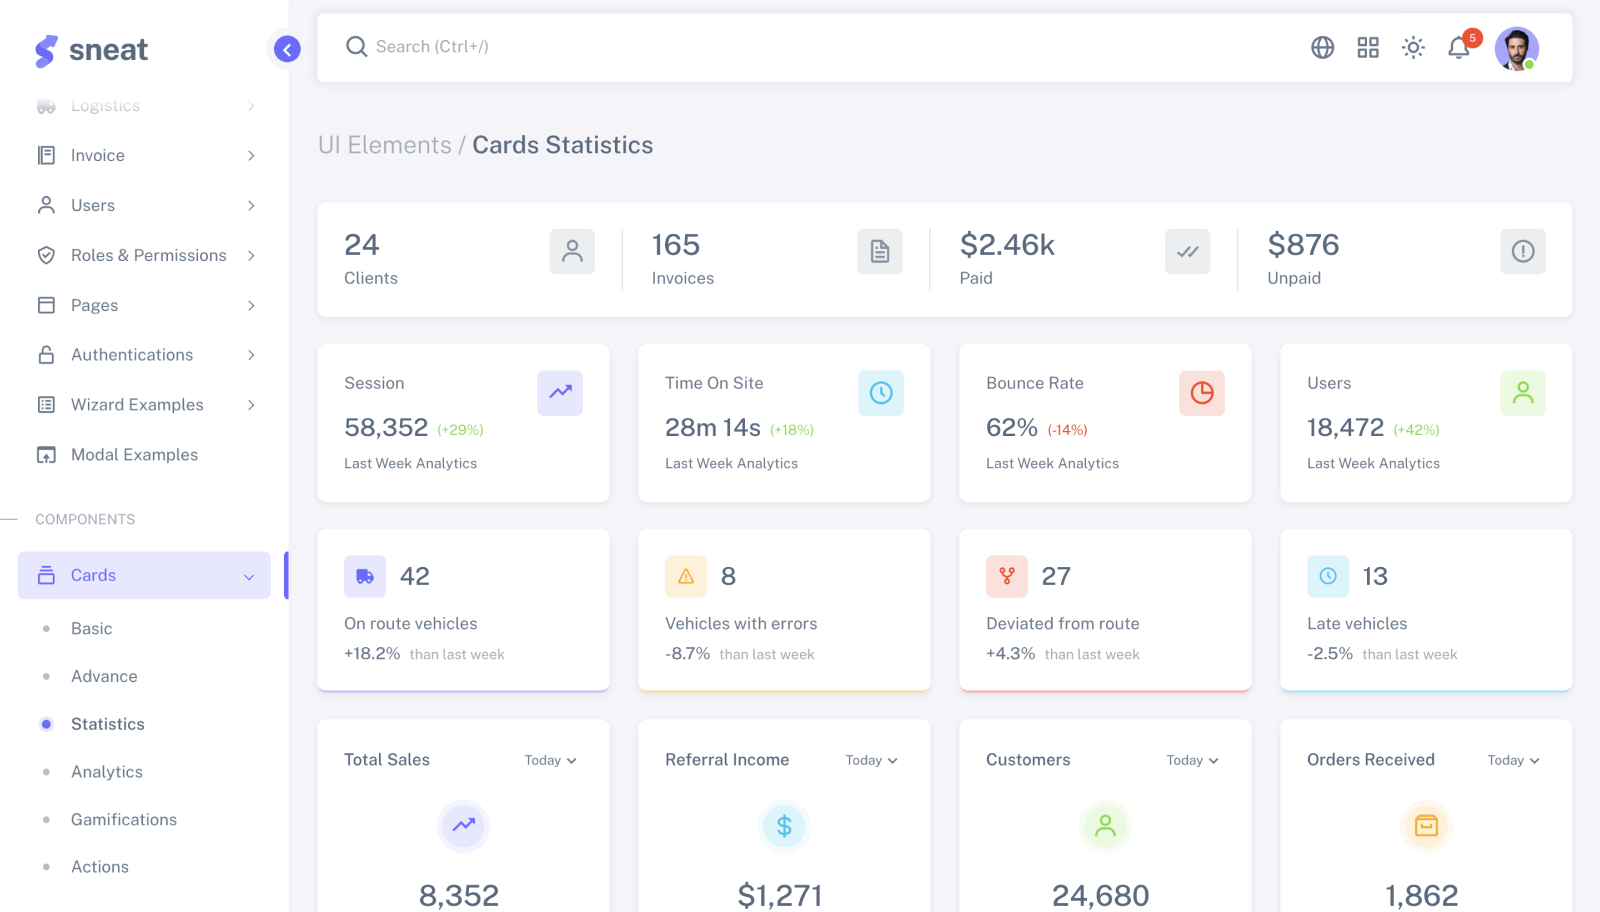 sneat
Logistics
Invoice
Users
Roles & Permissions
Pages
Authentications
Wizard Examples
Modal Examples
COMPONENTS
Cards
Basic
Advance
Statistics
Analytics
Gamifications
Actions
Search (Ctrl+/)
5
UI Elements / Cards Statistics
24
Clients
165
Invoices
$2.46k
Paid
$876
Unpaid
Session
58,352 (+29%)
Last Week Analytics
Time On Site
28m 14s (+18%)
Last Week Analytics
Bounce Rate
62% (-14%)
Last Week Analytics
Users
18,472 (+42%)
Last Week Analytics
42
On route vehicles
+18.2% than last week
8
Vehicles with errors
-8.7% than last week
27
Deviated from route
+4.3% than last week
13
Late vehicles
-2.5% than last week
Total Sales Today
8,352
Referral Income Today
$1,271
Customers Today
24,680
Orders Received Today
1,862